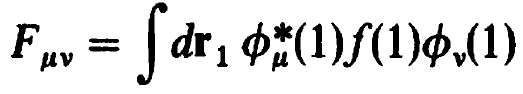 F_{μν} = ∫ d𝐫₁ φ*_μ(1) f(1) φ_ν(1)